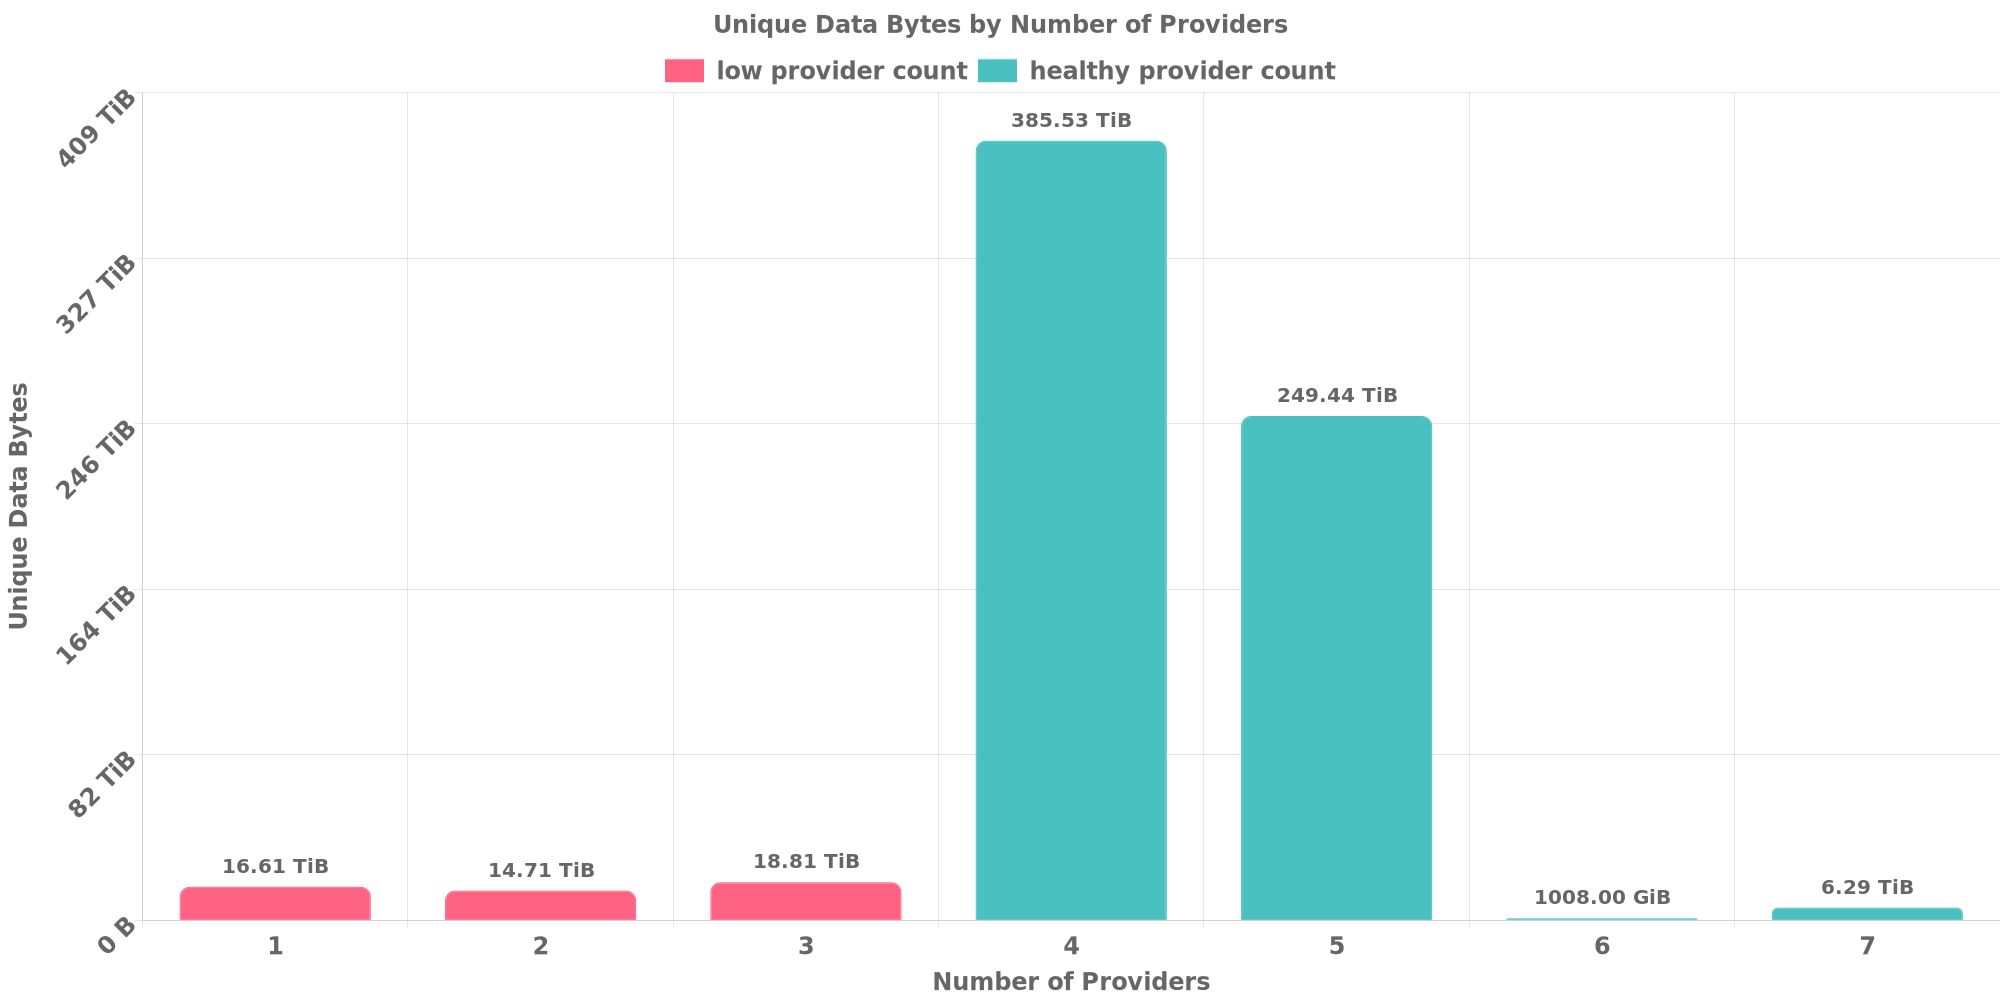 Unique Data Bytes by Number of Providers
low provider count healthy provider count
409 TiB
327 TiB
246 TiB
164 TiB
82 TiB
0 B
Unique Data Bytes
16.61 TiB
14.71 TiB
18.81 TiB
385.53 TiB
249.44 TiB
1008.00 GiB
6.29 TiB
1 2 3 4 5 6 7
Number of Providers